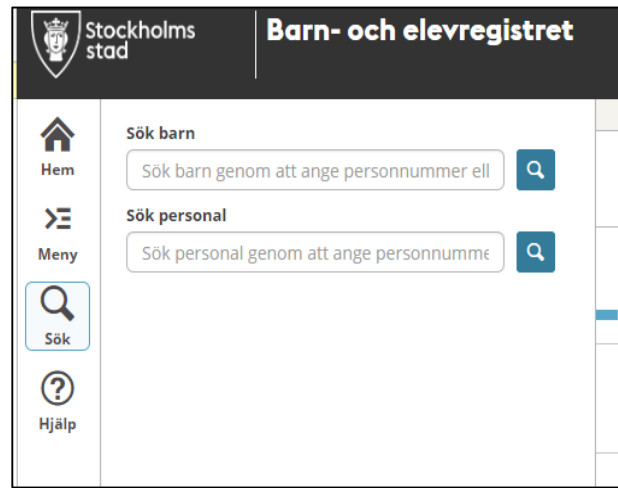 Stockholms
stad
Barn- och elevregistret
Hem
Meny
Sök
Hjälp
Sök barn
Sök barn genom att ange personnummer ell
Sök personal
Sök personal genom att ange personnumme